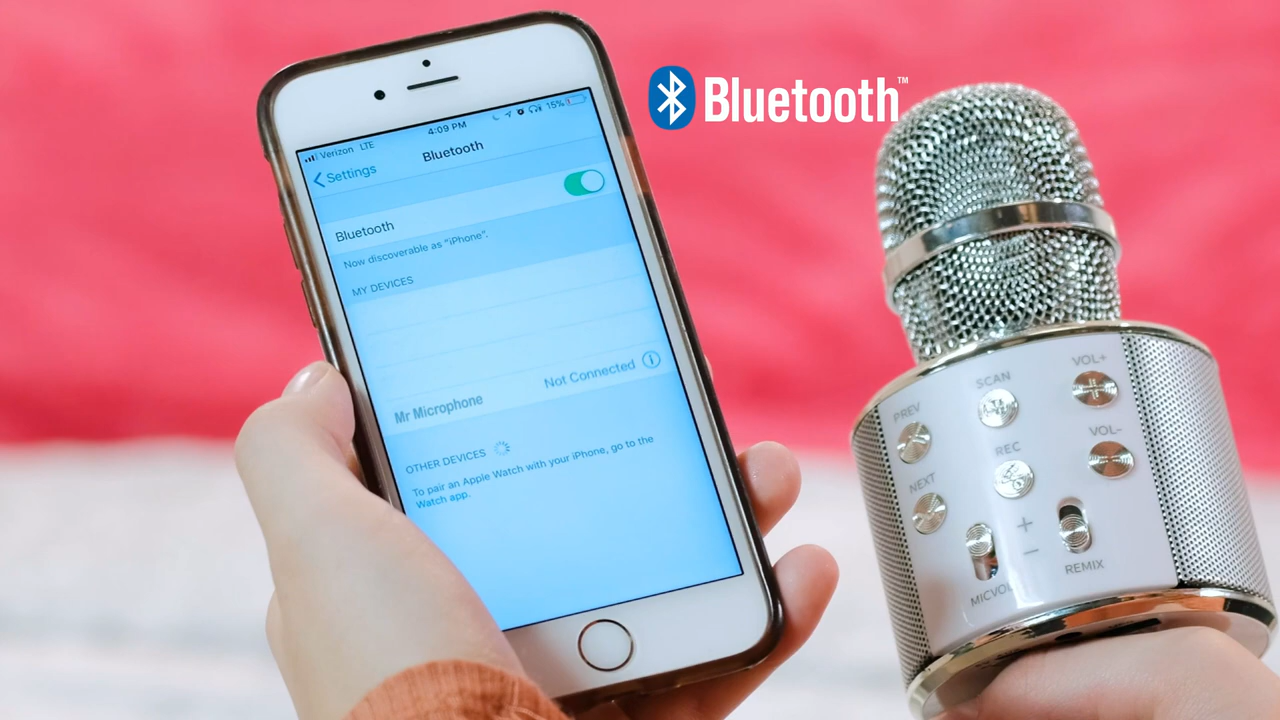 Bluetooth™
Verizon LTE
4:09 PM
15%
Settings
Bluetooth
Bluetooth
Now discoverable as "iPhone".
MY DEVICES
Mr Microphone
Not Connected
OTHER DEVICES
To pair an Apple Watch with your iPhone, go to the
Watch app.
SCAN
VOL+
PREV
REC
VOL-
NEXT
+
−
MICVOL
REMIX